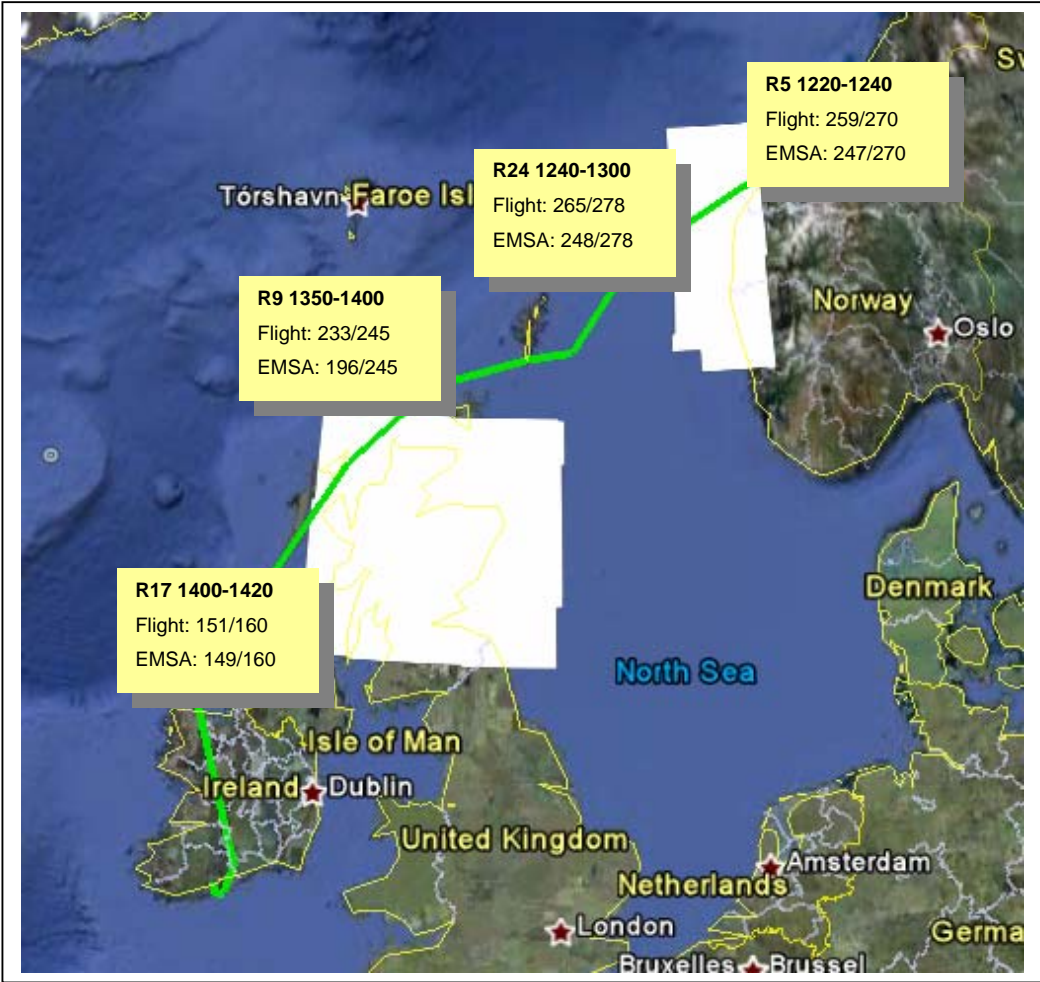 R5 1220-1240
Flight: 259/270
EMSA: 247/270
Sv
R24 1240-1300
Flight: 265/278
EMSA: 248/278
Tórshavn
Faroe Isl
R9 1350-1400
Flight: 233/245
EMSA: 196/245
Norway
Oslo
R17 1400-1420
Flight: 151/160
EMSA: 149/160
Denmark
North Sea
Isle of Man
Ireland
Dublin
United Kingdom
Amsterdam
Netherlands
London
Germa
Bruxelles
Brussel